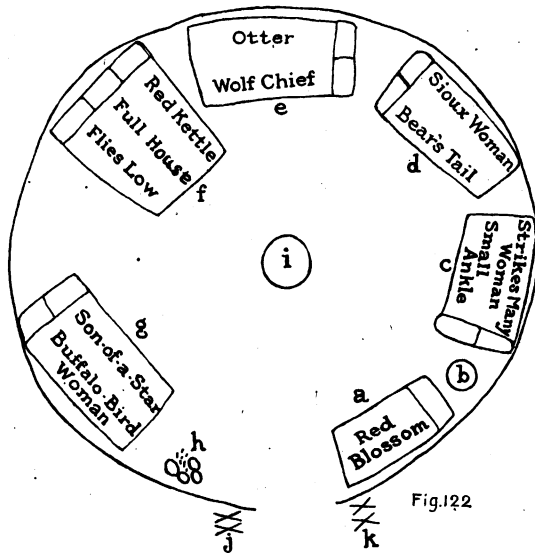 Otter
Wolf Chief
e
Red Kettle
Full House
Flies Low
f
Sioux Woman
Bear's Tail
d
Strikes Many
Woman
Small
Ankle
c
i
b
a
Red
Blossom
g
Son-of-a-Star
Buffalo-Bird
Woman
h
j
k
Fig.122